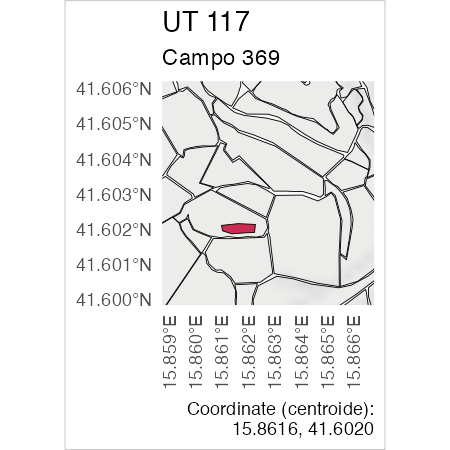 UT 117
Campo 369
41.606°N
41.605°N
41.604°N
41.603°N
41.602°N
41.601°N
41.600°N
15.859°E
15.860°E
15.861°E
15.862°E
15.863°E
15.864°E
15.865°E
15.866°E
Coordinate (centroide):
15.8616, 41.6020